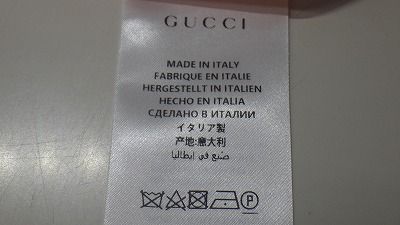 GUCCI
MADE IN ITALY
FABRIQUE EN ITALIE
HERGESTELLT IN ITALIEN
HECHO EN ITALIA
СДЕЛАНО В ИТАЛИИ
イタリア製
产地:意大利
صنع في إيطاليا
P